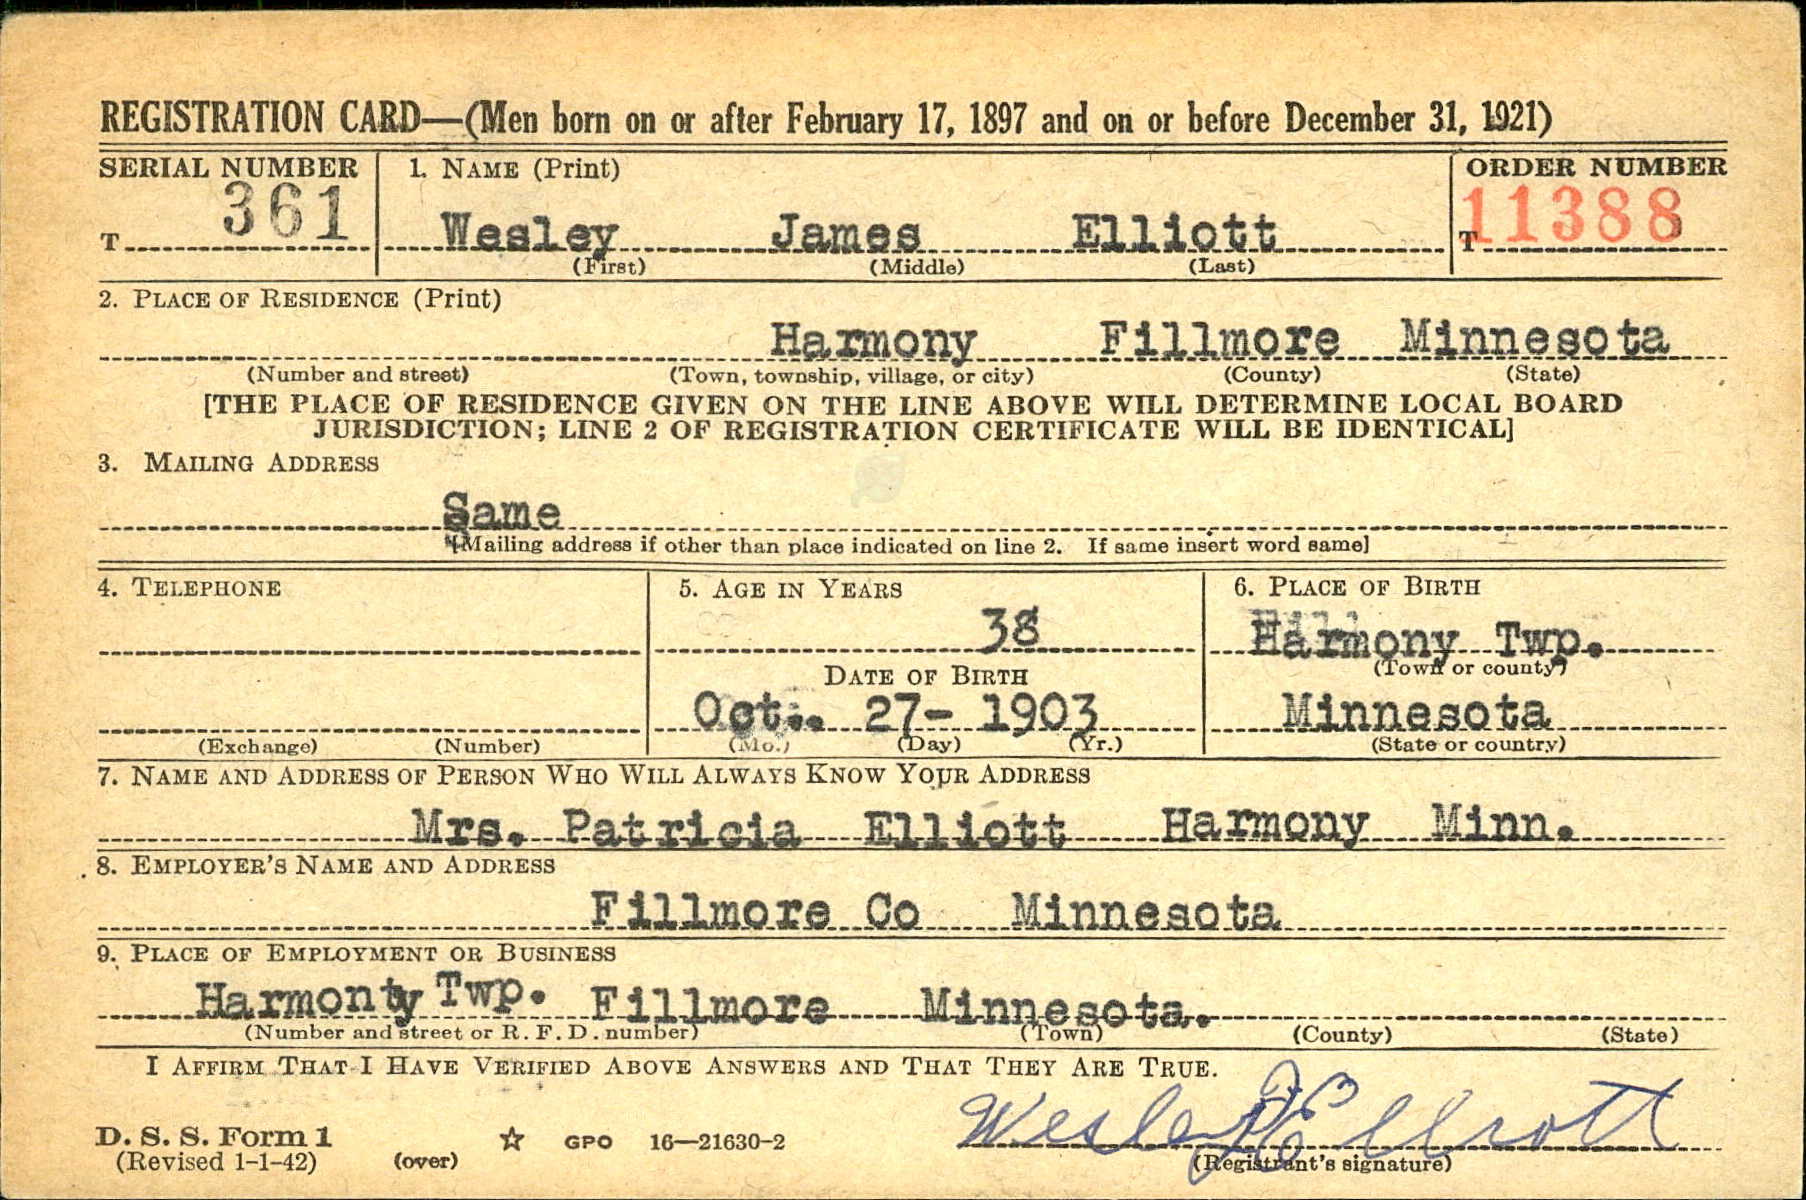 REGISTRATION CARD—(Men born on or after February 17, 1897 and on or before December 31, 1921)
SERIAL NUMBER 1. NAME (Print) ORDER NUMBER
T 361 Wesley James Elliott T 11388
(First) (Middle) (Last)
2. PLACE OF RESIDENCE (Print)
Harmony Fillmore Minnesota
(Number and street) (Town, township, village, or city) (County) (State)
[THE PLACE OF RESIDENCE GIVEN ON THE LINE ABOVE WILL DETERMINE LOCAL BOARD
JURISDICTION; LINE 2 OF REGISTRATION CERTIFICATE WILL BE IDENTICAL]
3. MAILING ADDRESS
Same
[Mailing address if other than place indicated on line 2. If same insert word same]
4. TELEPHONE 5. AGE IN YEARS 6. PLACE OF BIRTH
38 Harmony Twp.
(Town or county)
DATE OF BIRTH
Oct. 27- 1903 Minnesota
(Exchange) (Number) (Mo.) (Day) (Yr.) (State or country)
7. NAME AND ADDRESS OF PERSON WHO WILL ALWAYS KNOW YOUR ADDRESS
Mrs. Patricia Elliott Harmony Minn.
8. EMPLOYER'S NAME AND ADDRESS
Fillmore Co Minnesota
9. PLACE OF EMPLOYMENT OR BUSINESS
Harmony Twp. Fillmore Minnesota.
(Number and street or R. F. D. number) (Town) (County) (State)
I AFFIRM THAT I HAVE VERIFIED ABOVE ANSWERS AND THAT THEY ARE TRUE.
Wesley J Elliott
D. S. S. Form 1 ☆ GPO 16—21630-2
(Revised 1-1-42) (over) (Registrant's signature)